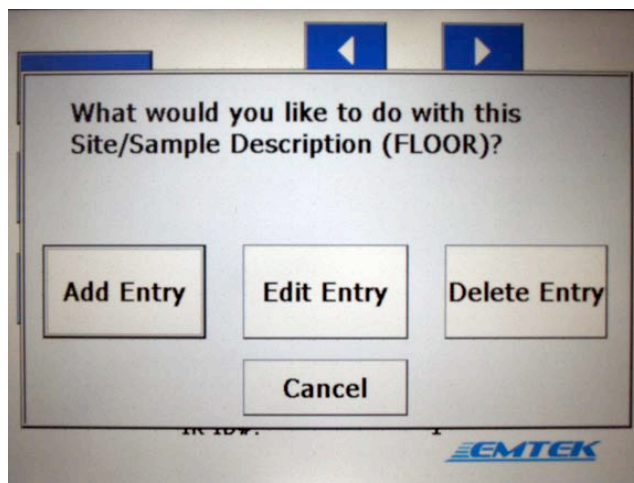 What would you like to do with this
Site/Sample Description (FLOOR)?
Add Entry
Edit Entry
Delete Entry
Cancel
EMTEK